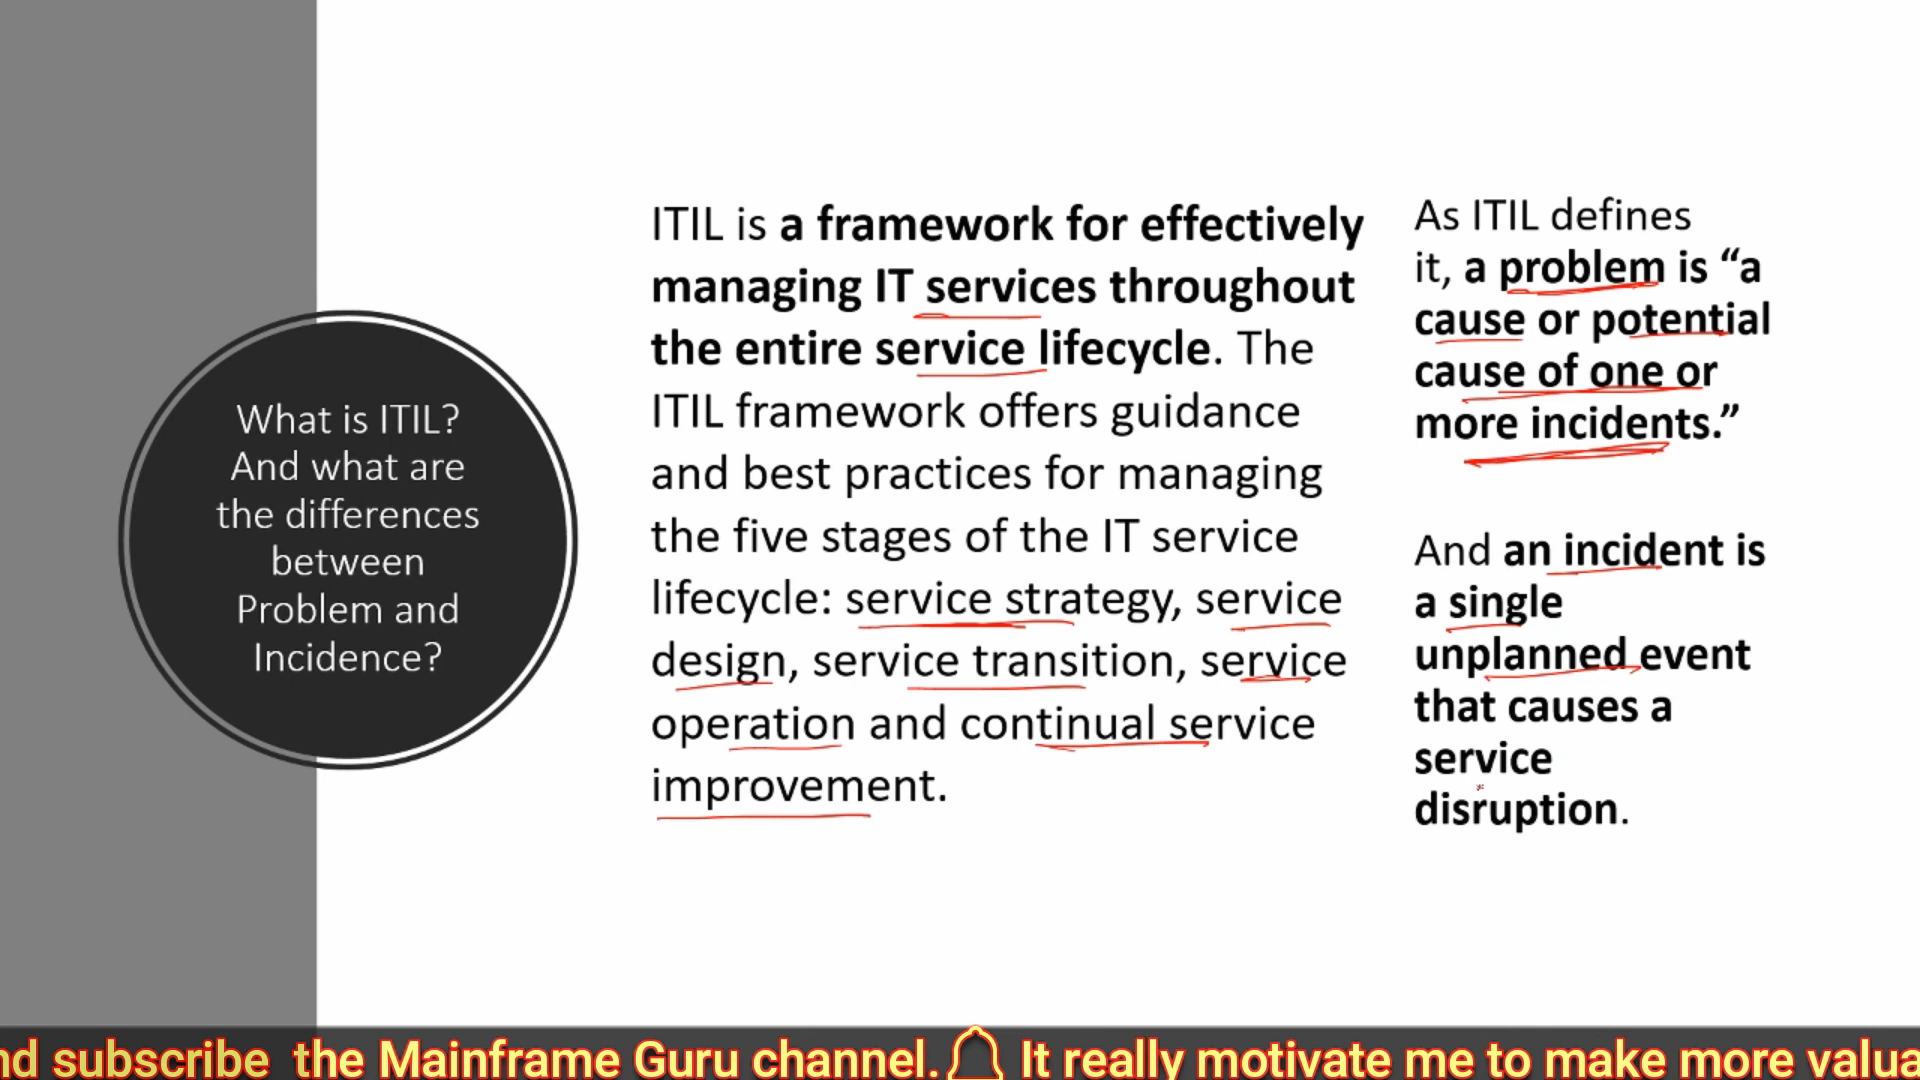 What is ITIL?
And what are
the differences
between
Problem and
Incidence?
ITIL is a framework for effectively
managing IT services throughout
the entire service lifecycle. The
ITIL framework offers guidance
and best practices for managing
the five stages of the IT service
lifecycle: service strategy, service
design, service transition, service
operation and continual service
improvement.
As ITIL defines
it, a problem is “a
cause or potential
cause of one or
more incidents.”
And an incident is
a single
unplanned event
that causes a
service
disruption.
subscribe the Mainframe Guru channel. It really motivate me to make more